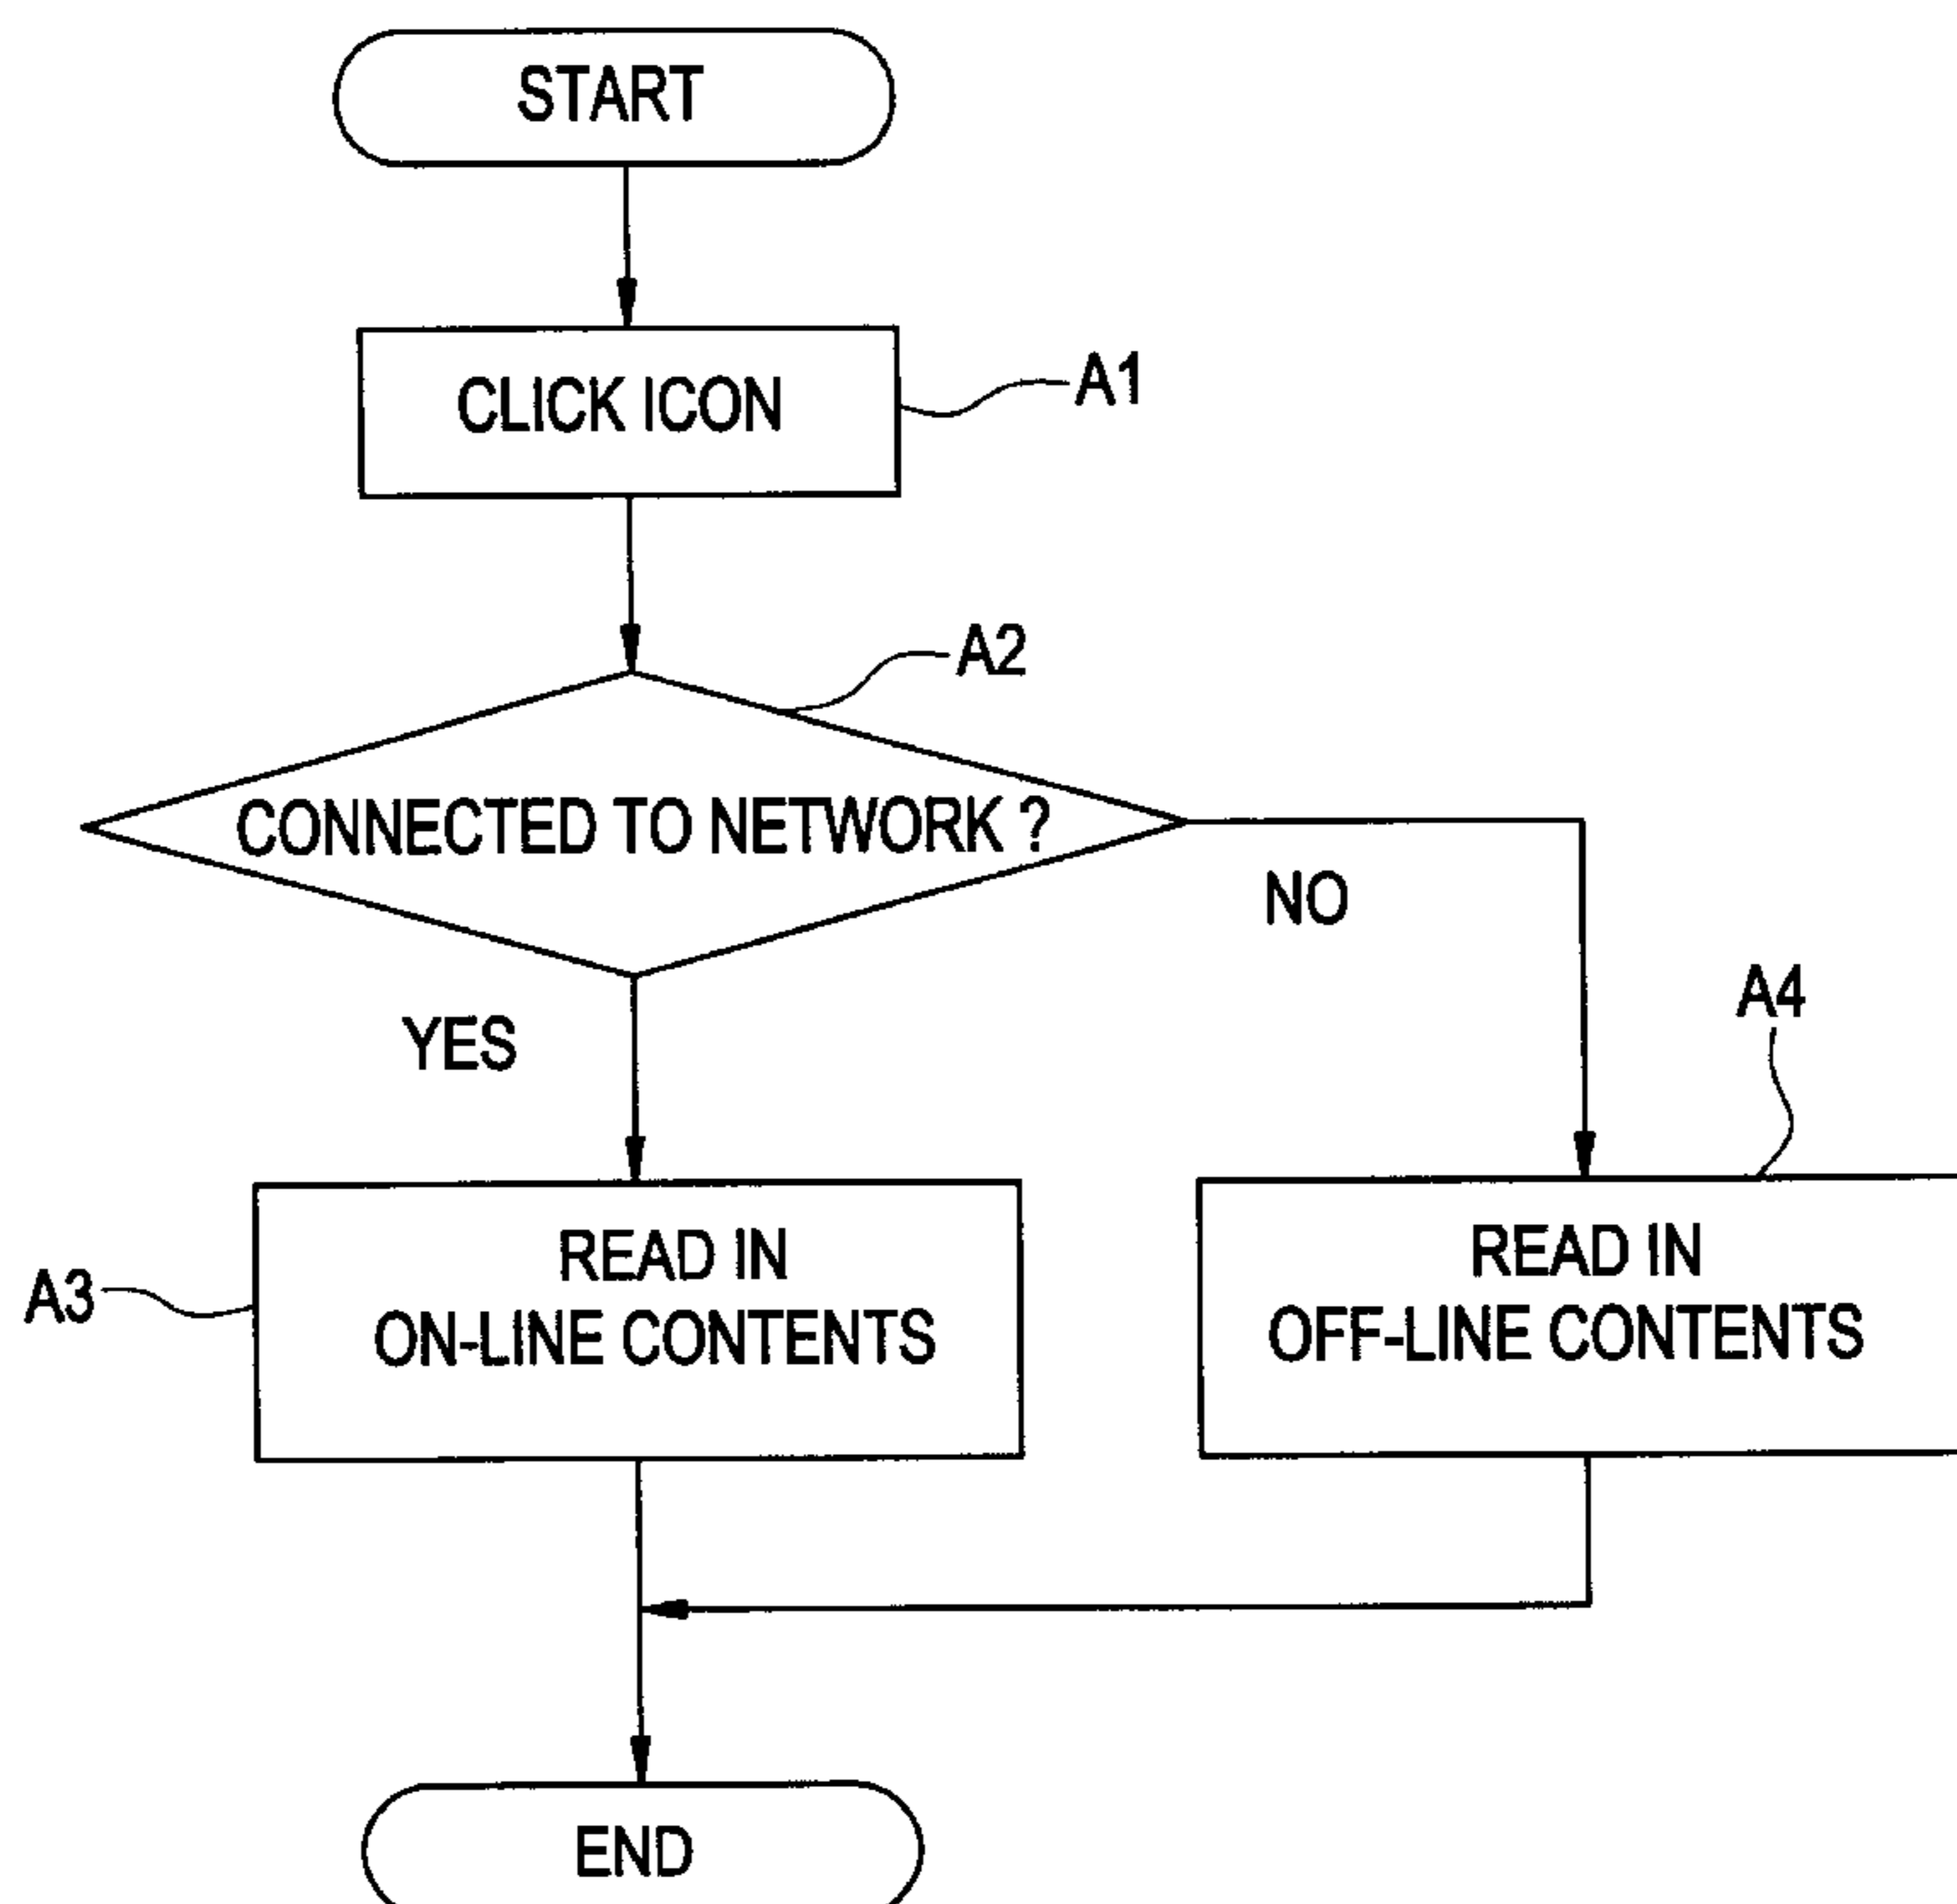 START
CLICK ICON
A1
A2
CONNECTED TO NETWORK ?
NO
YES
A4
A3
READ IN
ON-LINE CONTENTS
READ IN
OFF-LINE CONTENTS
END